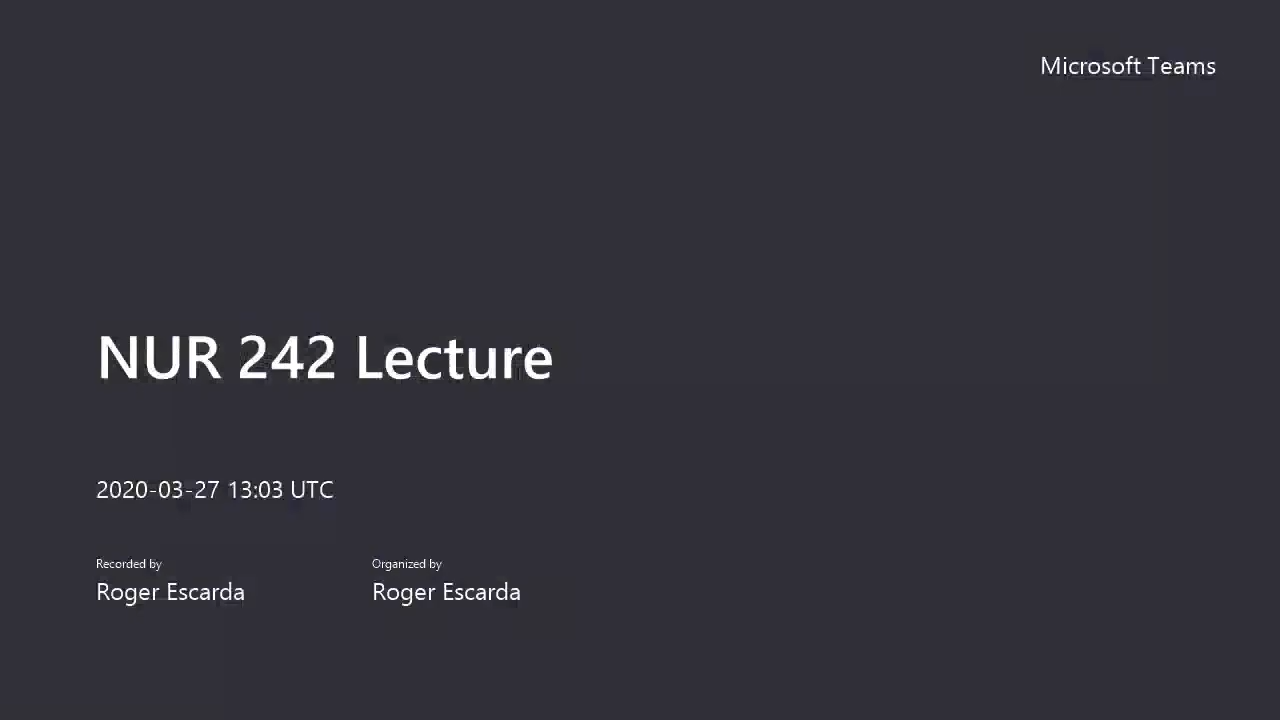 Microsoft Teams
NUR 242 Lecture
2020-03-27 13:03 UTC
Recorded by
Roger Escarda
Organized by
Roger Escarda